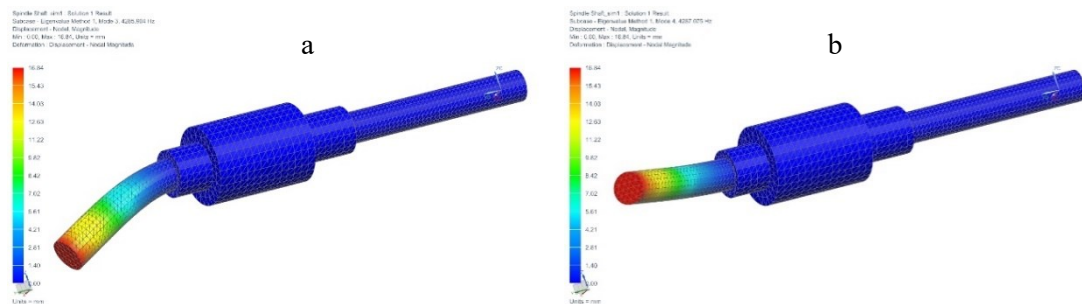 Spindle Shaft_sim1 : Solution 1 Result
Subcase - Eigenvalue Method 1, Mode 3, 4285.904 Hz
Displacement - Nodal, Magnitude
Min : 0.00, Max : 16.84, Units = mm
Deformation : Displacement - Nodal Magnitude
a
16.84
15.43
14.03
12.63
11.22
9.82
8.42
7.02
5.61
4.21
2.81
1.40
0.00
Units = mm
Spindle Shaft_sim1 : Solution 1 Result
Subcase - Eigenvalue Method 1, Mode 4, 4287.075 Hz
Displacement - Nodal, Magnitude
Min : 0.00, Max : 16.84, Units = mm
Deformation : Displacement - Nodal Magnitude
b
16.84
15.43
14.03
12.63
11.22
9.82
8.42
7.02
5.61
4.21
2.81
1.40
0.00
Units = mm